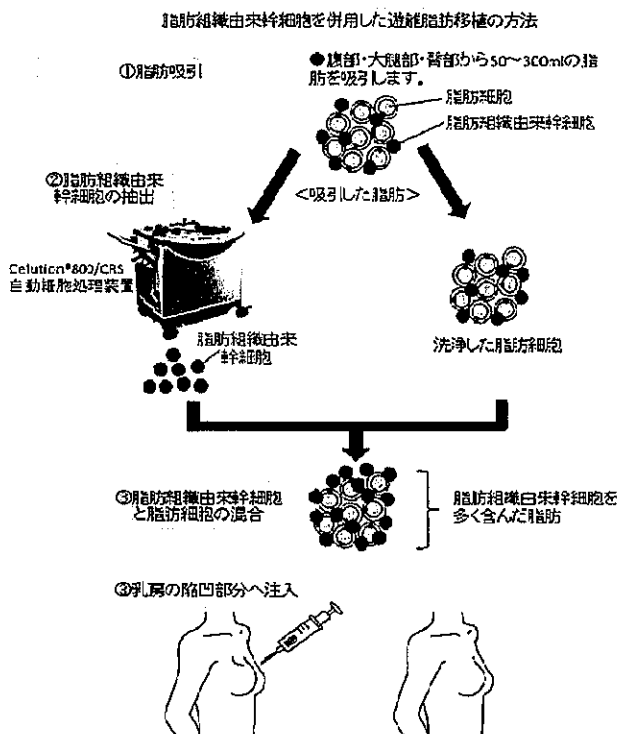 脂肪組織由来幹細胞を併用した遊離脂肪移植の方法
①脂肪吸引
●腹部・大腿部・臀部から50～300mlの脂
肪を吸引します。
脂肪細胞
脂肪組織由来幹細胞
②脂肪組織由来
幹細胞の抽出
<吸引した脂肪>
Celution®800/CRS
自動細胞処理装置
脂肪組織由来
幹細胞
洗浄した脂肪細胞
③脂肪組織由来幹細胞
と脂肪細胞の混合
脂肪組織由来幹細胞を
多く含んだ脂肪
③乳房の陥凹部分へ注入